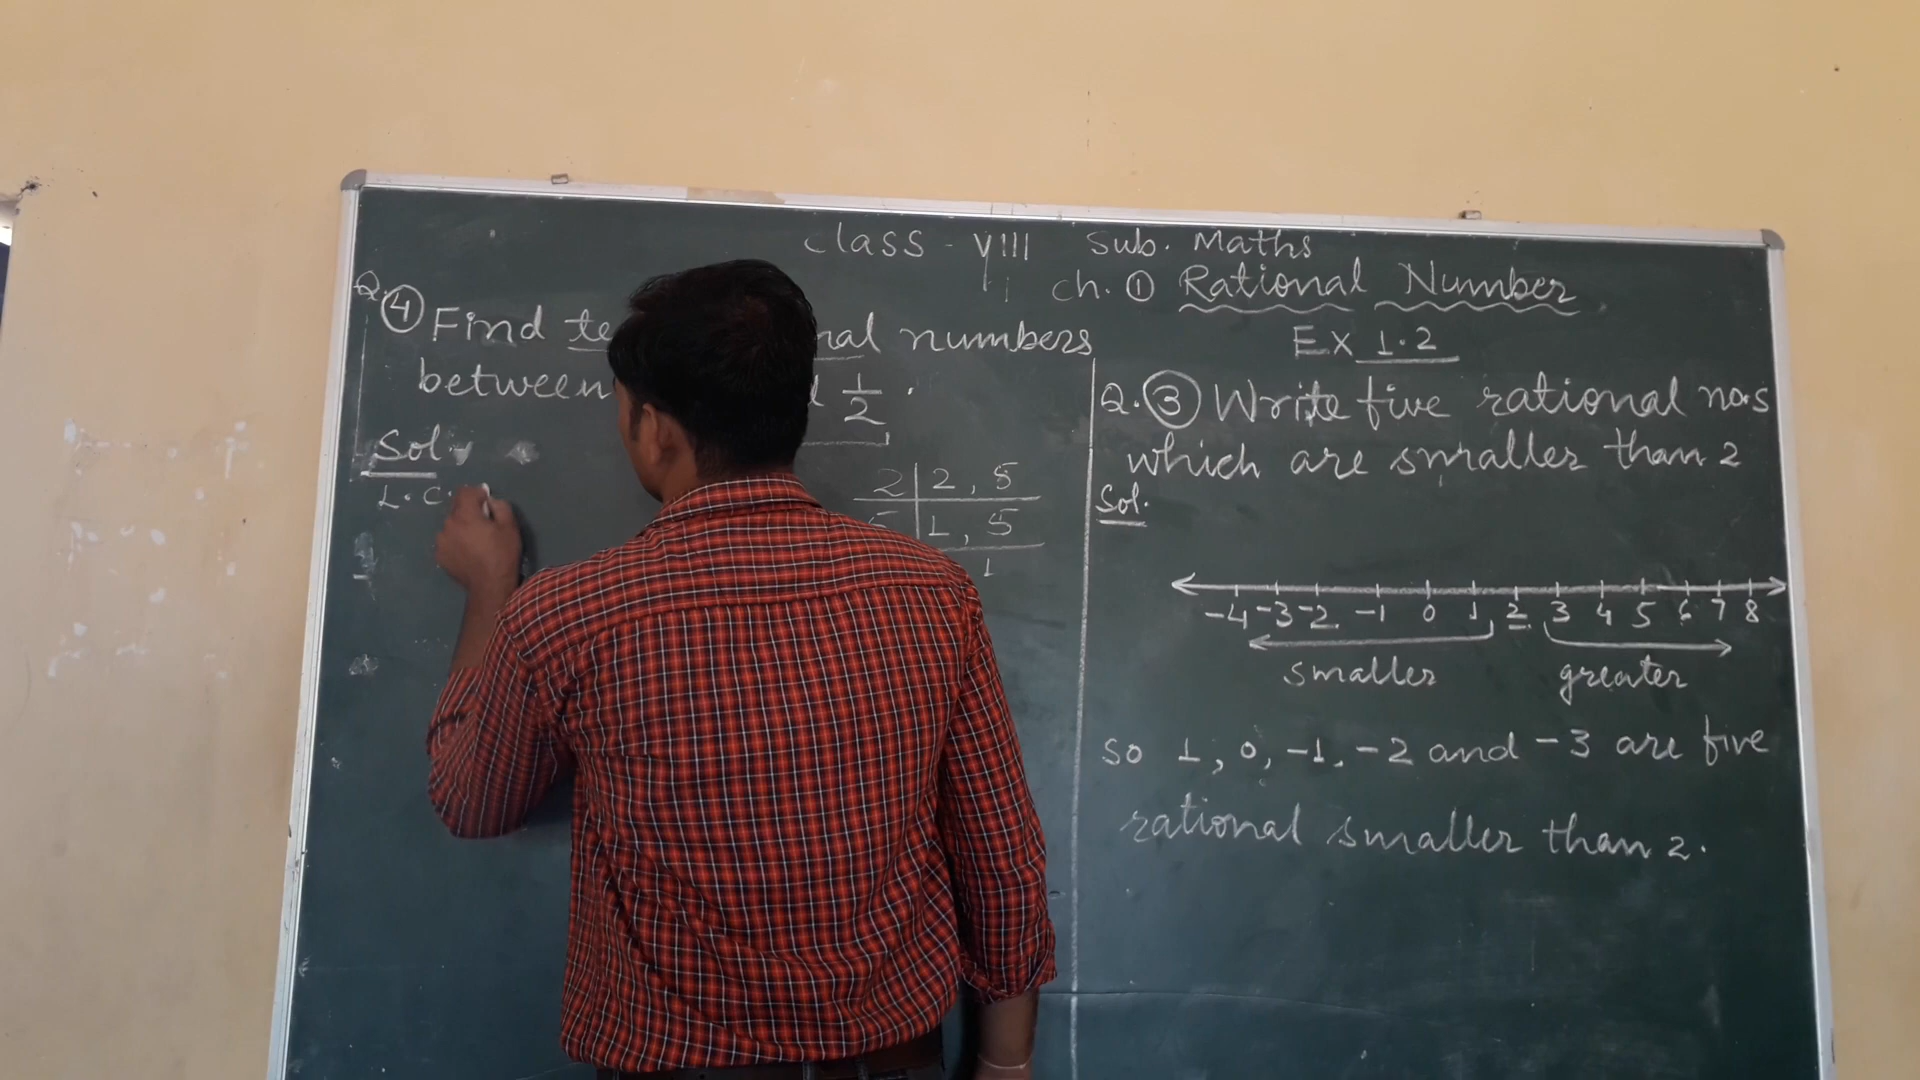 Class - VIII Sub. Maths
Ch. ① Rational Number
EX 1.2
Q. ④ Find numbers
between 1/2.
Sol.
L.C.
2 | 2, 5
1, 5
1
Q. ③ Write five rational no.s
which are smaller than 2
Sol.
-4 -3 -2 -1 0 1 2 3 4 5 6 7 8
smaller greater
so 1, 0, -1, -2 and -3 are five
rational smaller than 2.